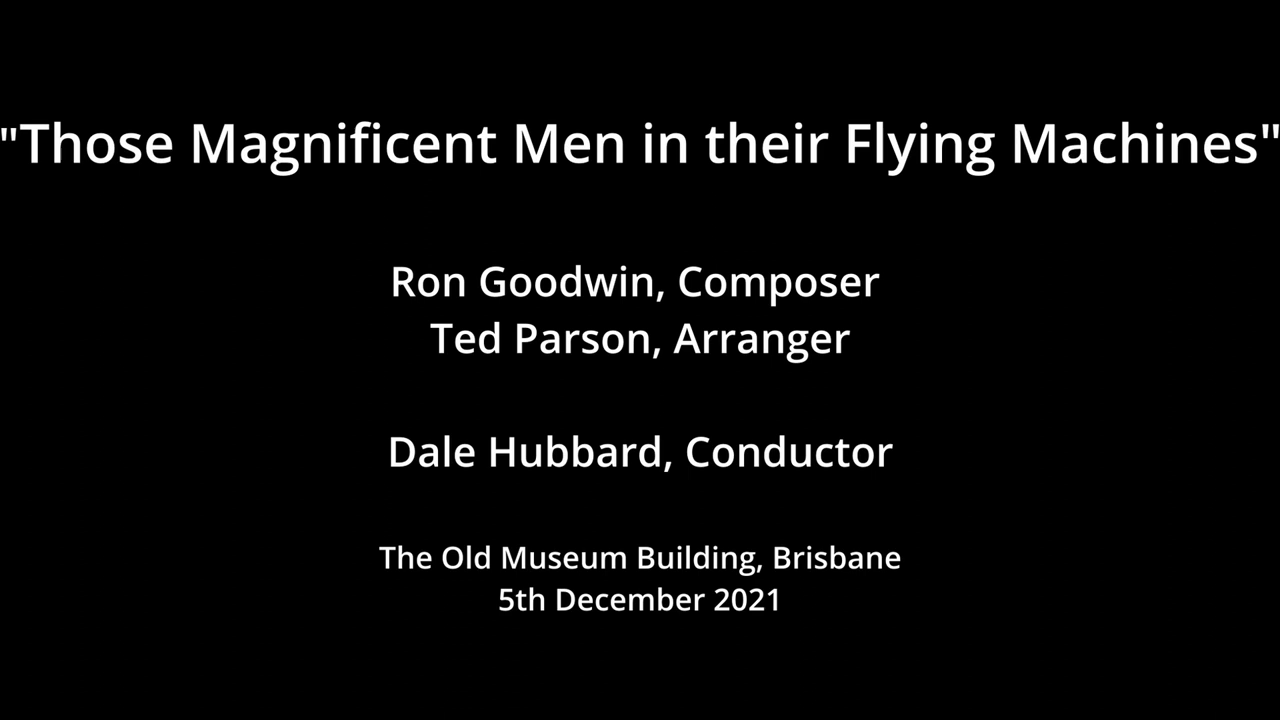 "Those Magnificent Men in their Flying Machines"
Ron Goodwin, Composer
Ted Parson, Arranger
Dale Hubbard, Conductor
The Old Museum Building, Brisbane
5th December 2021